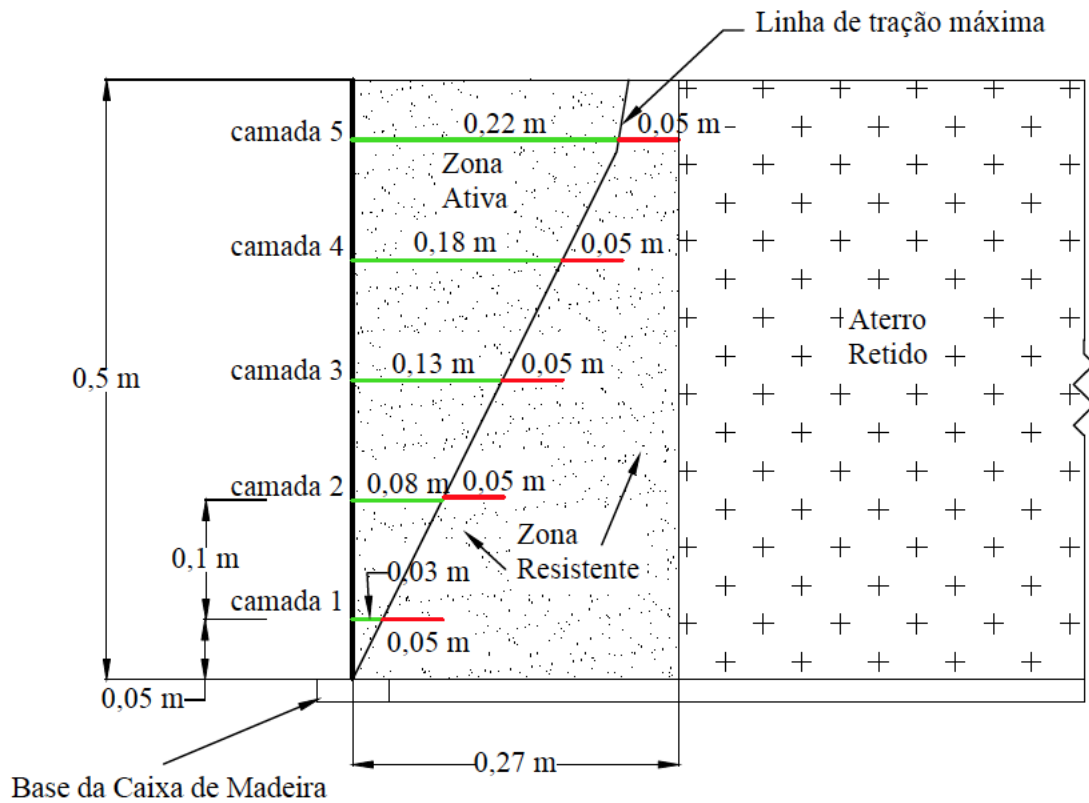 Linha de tração máxima
camada 5
0,22 m
0,05 m
Zona
Ativa
camada 4
0,18 m
0,05 m
Aterro
Retido
0,5 m
camada 3
0,13 m
0,05 m
camada 2
0,08 m
0,05 m
0,1 m
Zona
Resistente
0,03 m
camada 1
0,05 m
0,05 m
0,27 m
Base da Caixa de Madeira